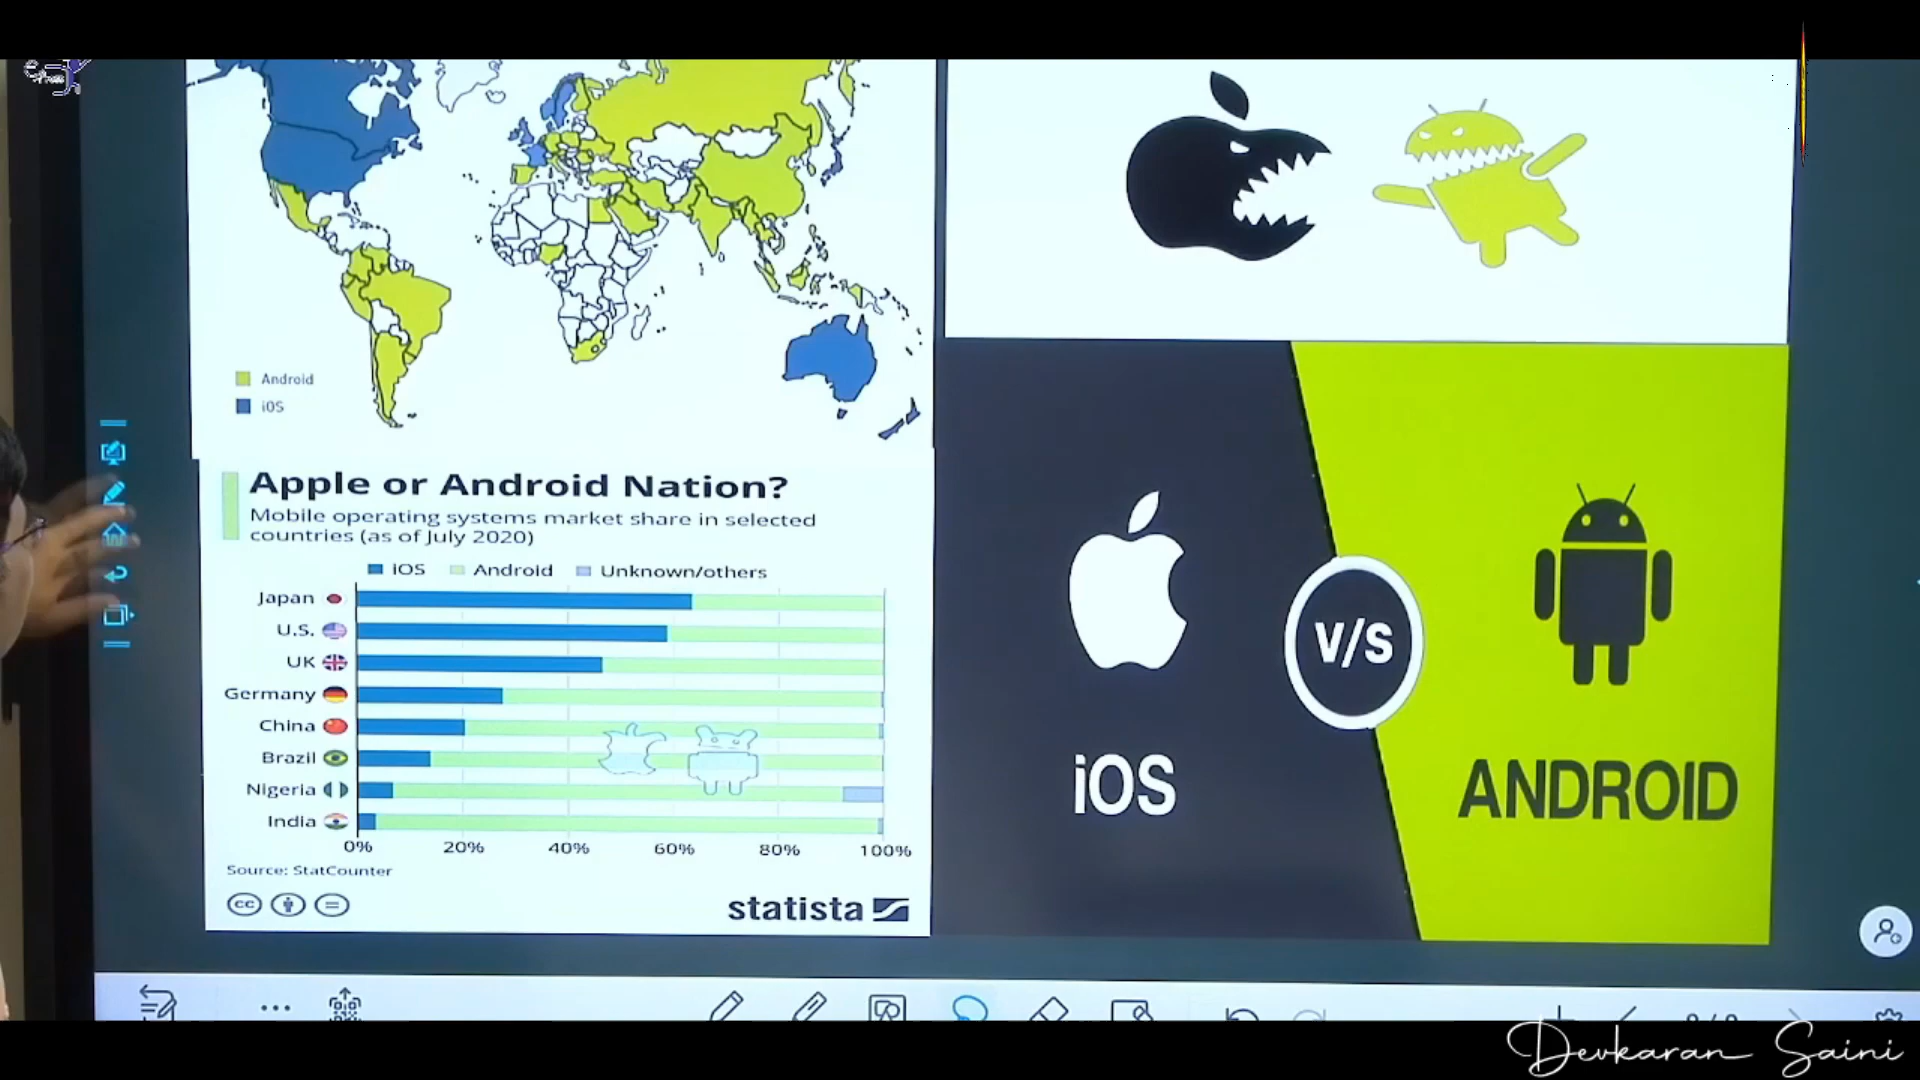 Android
iOS
Apple or Android Nation?
Mobile operating systems market share in selected
countries (as of July 2020)
iOS Android Unknown/others
Japan
U.S.
UK
Germany
China
Brazil
Nigeria
India
0% 20% 40% 60% 80% 100%
Source: StatCounter
cc
statista
iOS
V/S
ANDROID
Devkaran Saini